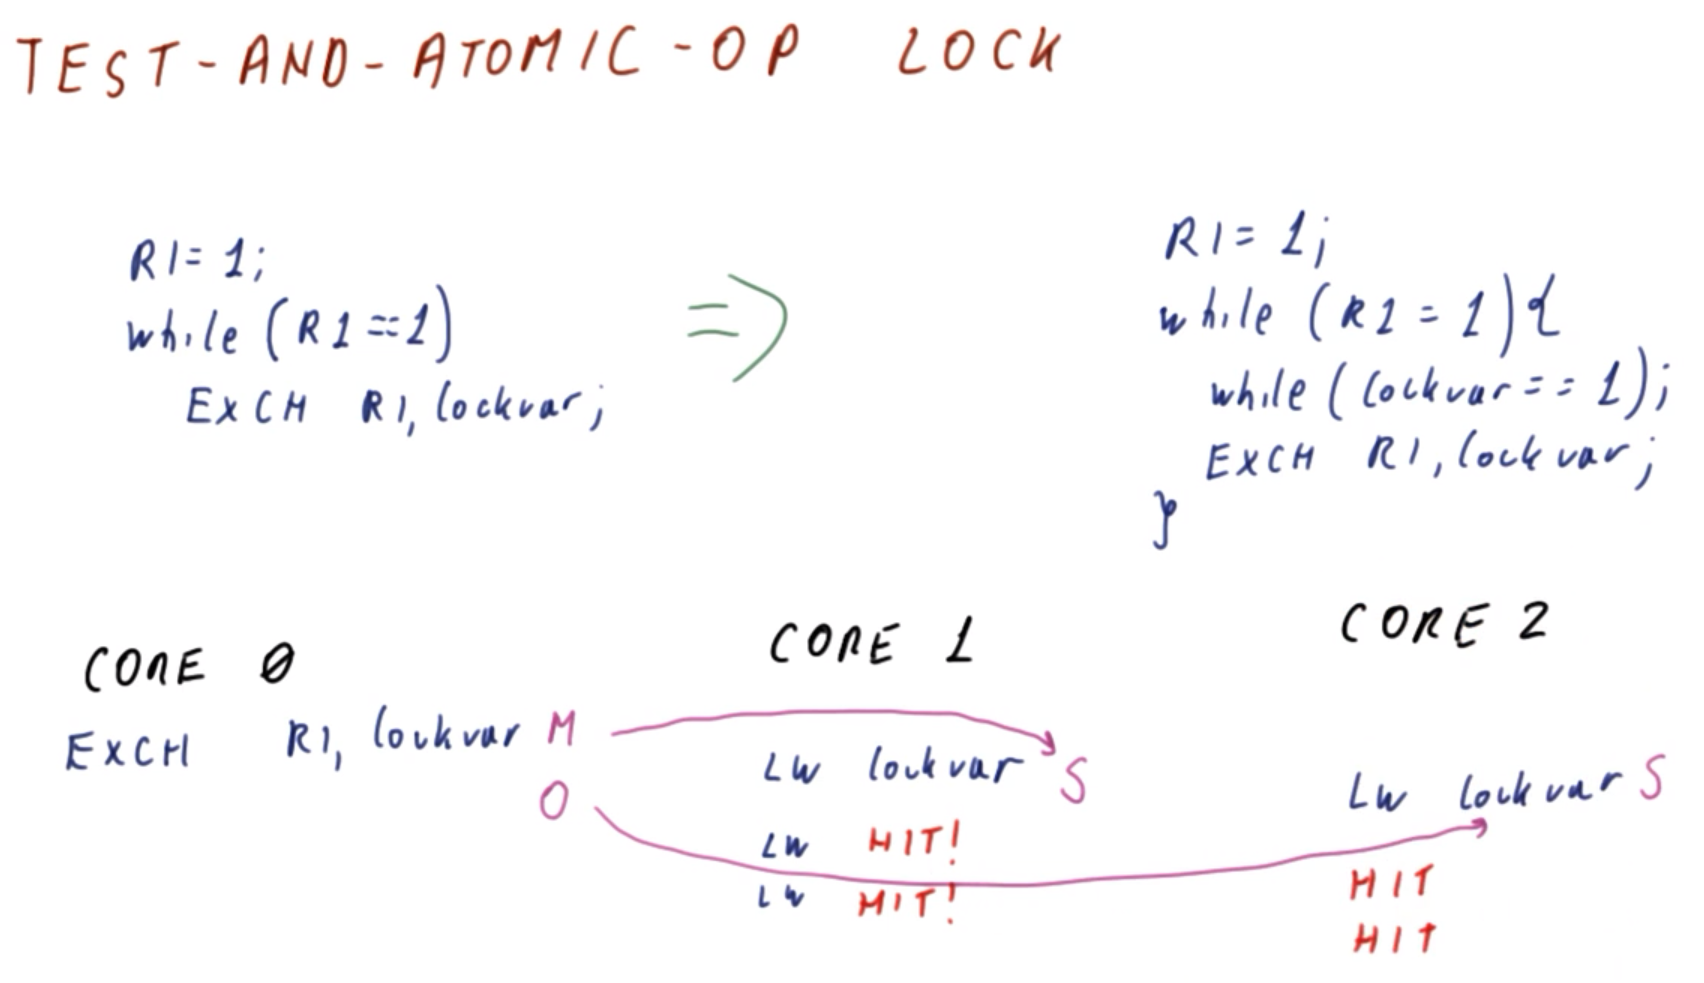 TEST-AND-ATOMIC-OP LOCK
R1= 1;
while (R1==1)
EXCH R1, lockvar;
=>
R1= 1;
while (R1 = 1){
while (lockvar == 1);
EXCH R1, lockvar;
}
CORE 0
EXCH R1, lockvar M
O
CORE 1
LW lockvar S
LW HIT!
LW HIT!
CORE 2
LW lockvar S
HIT
HIT